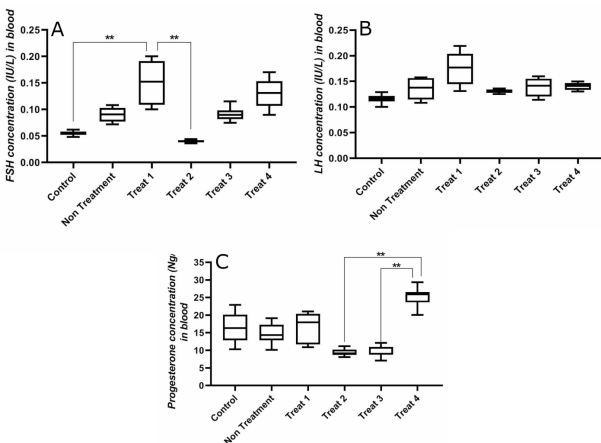 A
FSH concentration (IU/L) in blood
0.25
0.20
0.15
0.10
0.05
0.00
**
**
Control
Non Treatment
Treat 1
Treat 2
Treat 3
Treat 4
B
LH concentration (IU/L) in blood
0.25
0.20
0.15
0.10
0.05
0.00
Control
Non Treatment
Treat 1
Treat 2
Treat 3
Treat 4
C
Progesterone concentration (Ng/
in blood
35
30
25
20
15
10
5
0
**
**
Control
Non Treatment
Treat 1
Treat 2
Treat 3
Treat 4